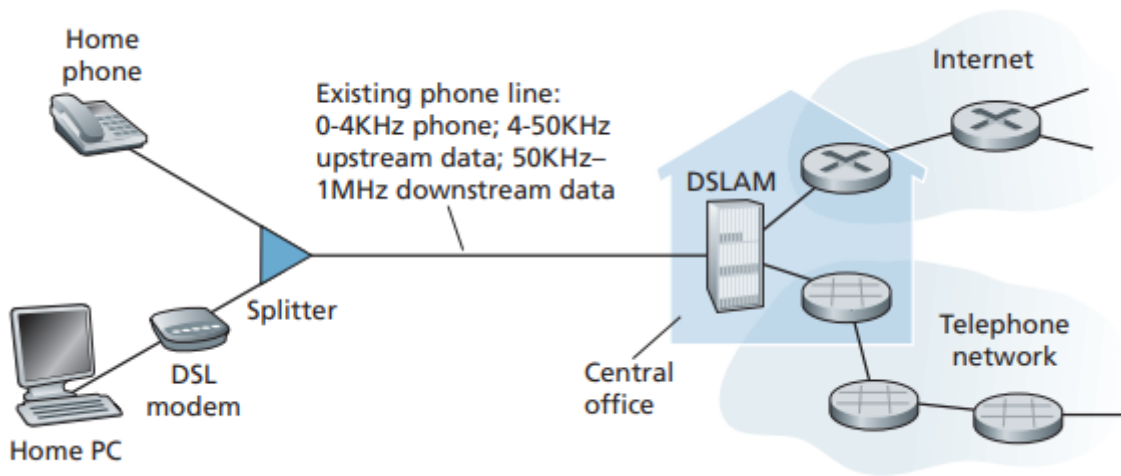 Home
phone
Existing phone line:
0-4KHz phone; 4-50KHz
upstream data; 50KHz–
1MHz downstream data
Internet
DSLAM
Splitter
DSL
modem
Home PC
Central
office
Telephone
network